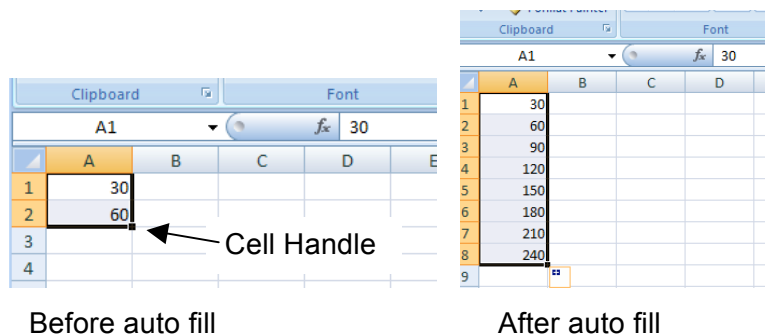 Clipboard Font
A1 fx 30
A B C D E
1 30
2 60
3
4
Cell Handle
Before auto fill
Format Painter
Clipboard Font
A1 fx 30
A B C D
1 30
2 60
3 90
4 120
5 150
6 180
7 210
8 240
9
After auto fill